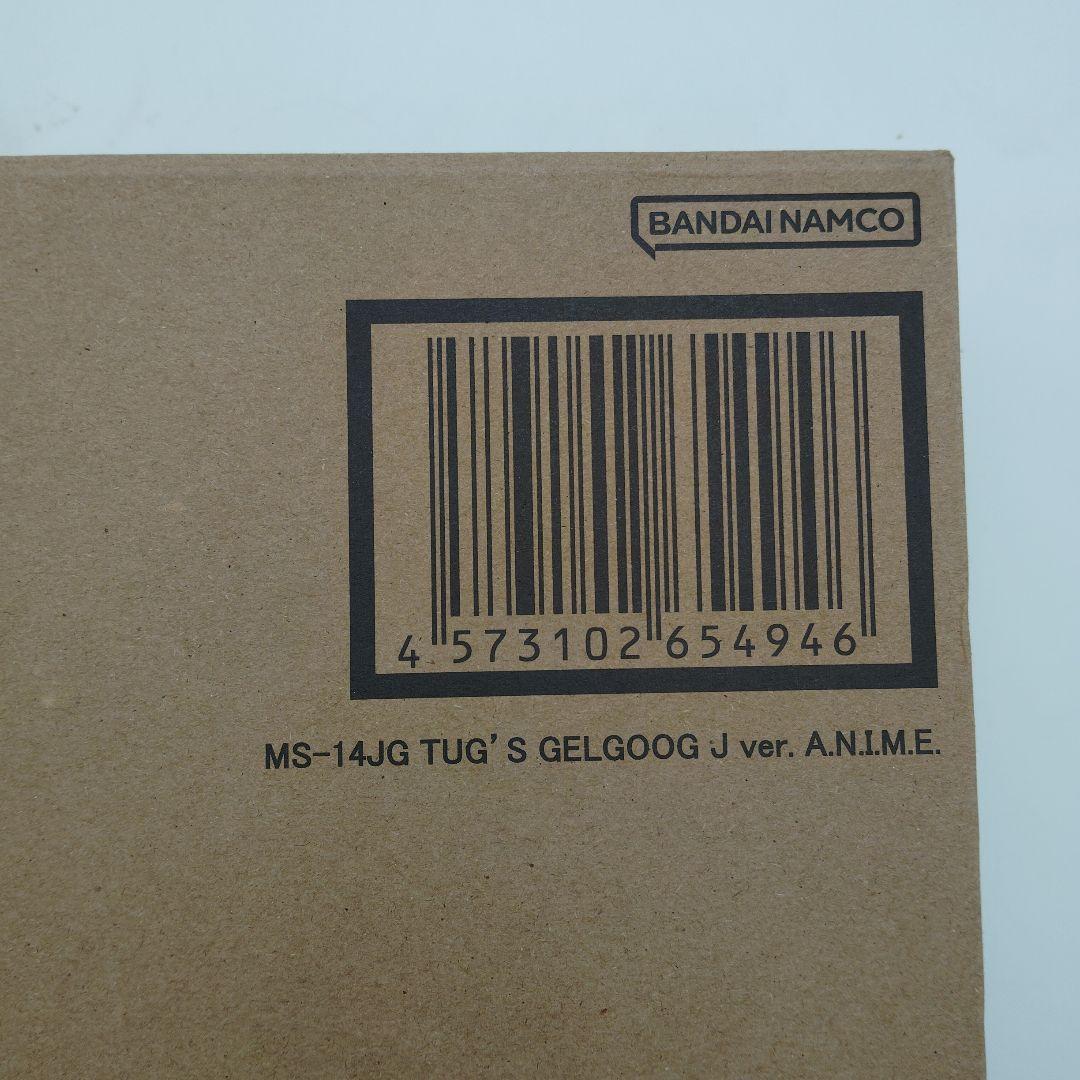 BANDAI NAMCO
4 573102 654946
MS-14JG TUG'S GELGOOG J ver. A.N.I.M.E.